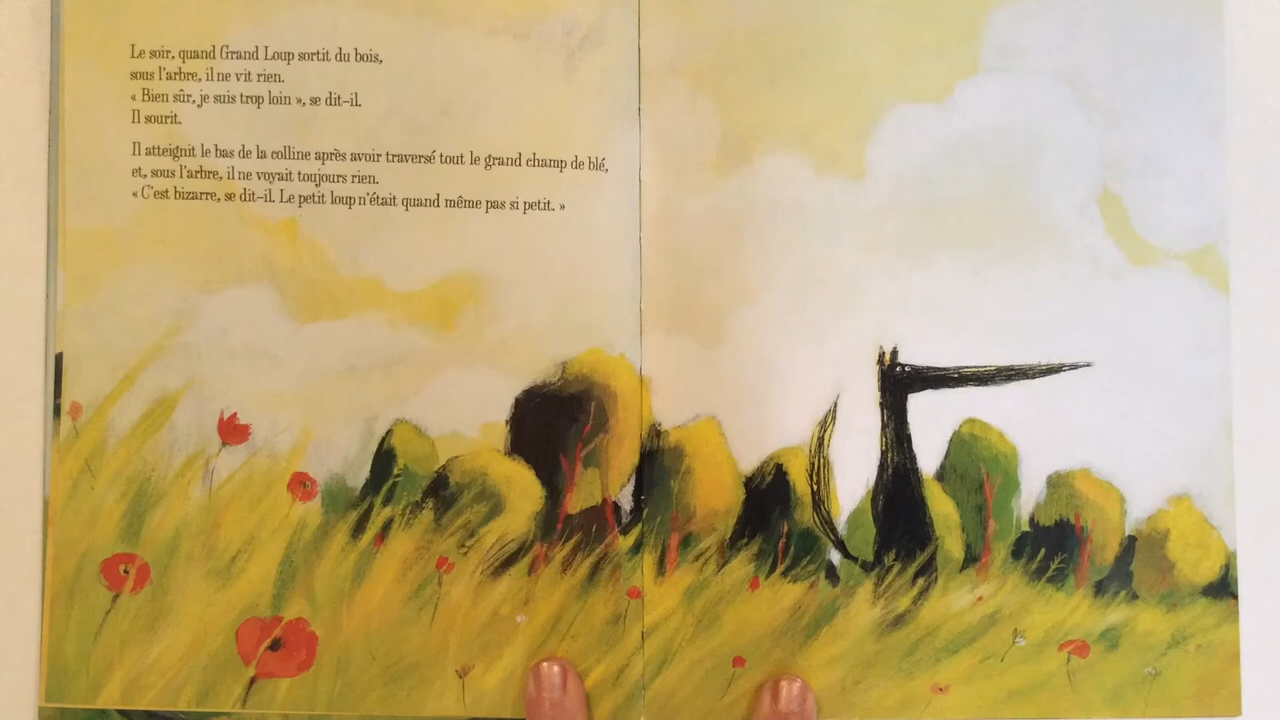 Le soir, quand Grand Loup sortit du bois,
sous l'arbre, il ne vit rien.
« Bien sûr, je suis trop loin », se dit-il.
Il sourit.
Il atteignit le bas de la colline après avoir traversé tout le grand champ de blé,
et, sous l'arbre, il ne voyait toujours rien.
« C'est bizarre, se dit-il. Le petit loup n'était quand même pas si petit. »